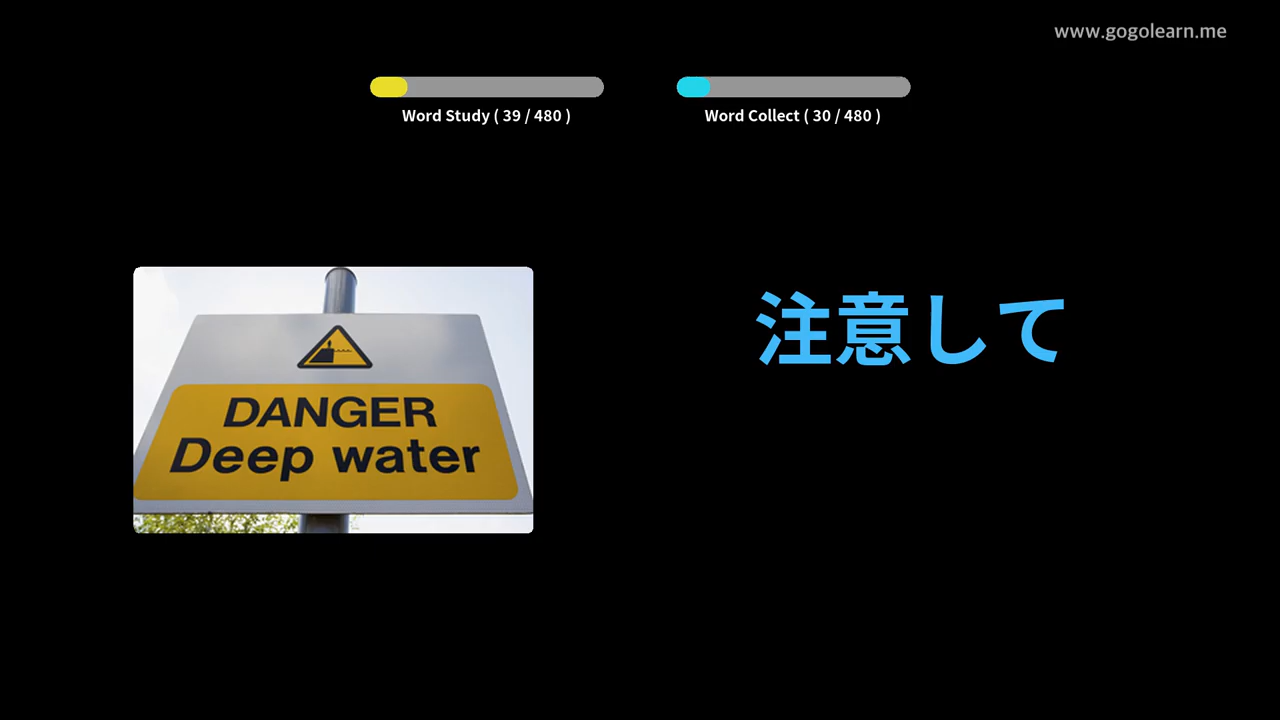 www.gogolearn.me
Word Study ( 39 / 480 )
Word Collect ( 30 / 480 )
DANGER
Deep water
注意して